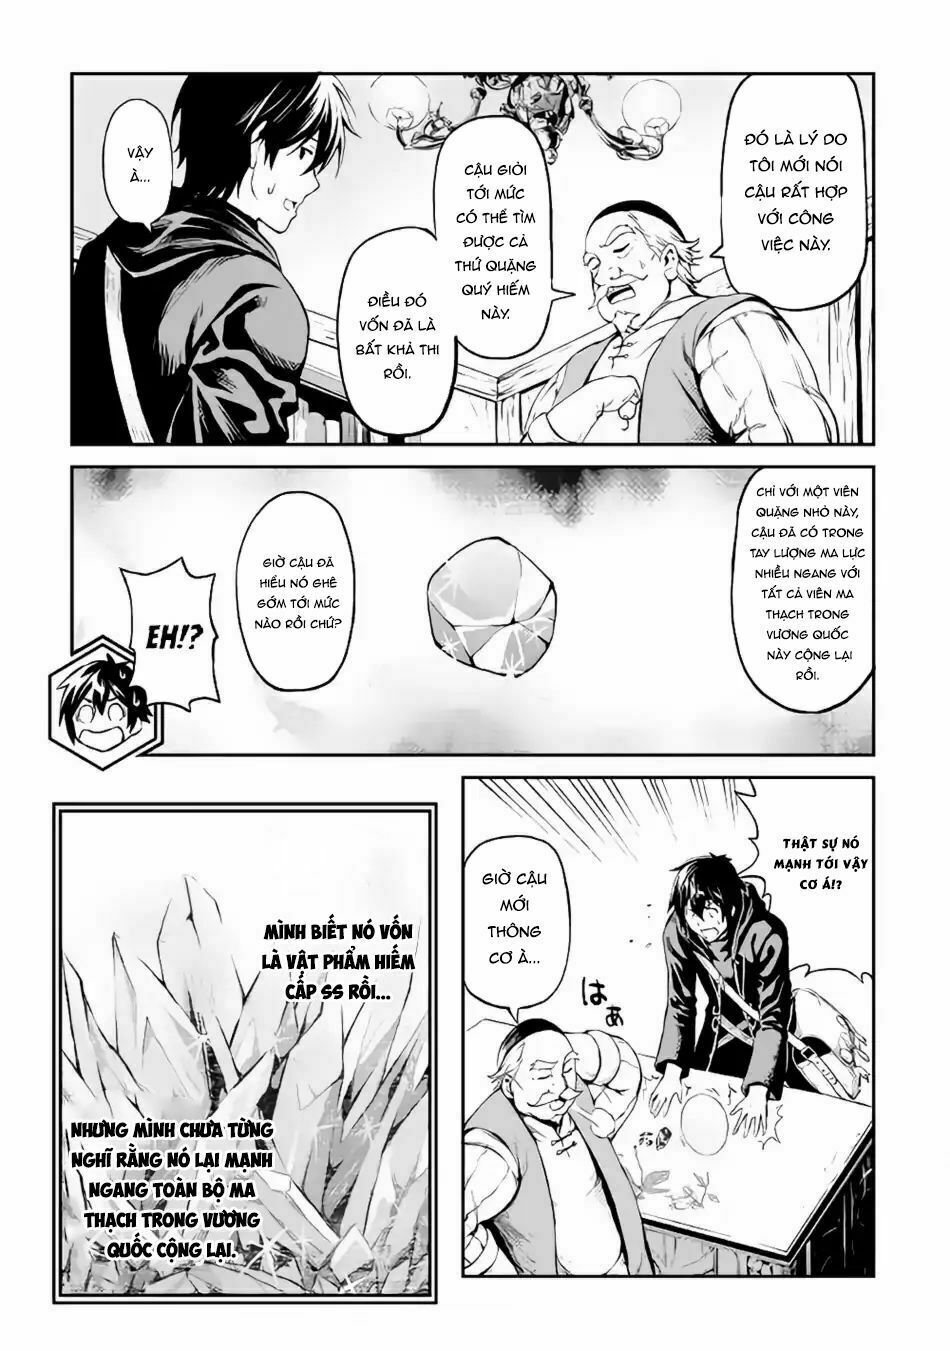 ĐÓ LÀ LÝ DO
TÔI MỚI NÓI
CẬU RẤT HỢP
VỚI CÔNG
VIỆC NÀY.
CẬU GIỎI
TỚI MỨC
CÓ THỂ TÌM
ĐƯỢC CẢ
THỨ QUẶNG
QUÝ HIẾM
NÀY.
ĐIỀU ĐÓ
VỐN ĐÃ LÀ
BẤT KHẢ THI
RỒI.
VẬY
À...
CHỈ VỚI MỘT VIÊN
QUẶNG NHỎ NÀY,
CẬU ĐÃ CÓ TRONG
TAY LƯỢNG MA LỰC
NHIỀU NGANG VỚI
TẤT CẢ VIÊN MA
THẠCH TRONG
VƯƠNG QUỐC
NÀY CỘNG LẠI
RỒI.
GIỜ CẬU ĐÃ
HIỂU NÓ GHÊ
GỚM TỚI MỨC
NÀO RỒI CHỨ?
EH!?
THẬT SỰ NÓ
MẠNH TỚI VẬY
CƠ Á!?
GIỜ CẬU
MỚI
THÔNG
CƠ À...
はぁ
MÌNH BIẾT NÓ VỐN
LÀ VẬT PHẨM HIẾM
CẤP SS RỒI...
NHƯNG MÌNH CHƯA TỪNG
NGHĨ RẰNG NÓ LẠI MẠNH
NGANG TOÀN BỘ MA
THẠCH TRONG VƯƠNG
QUỐC CỘNG LẠI.